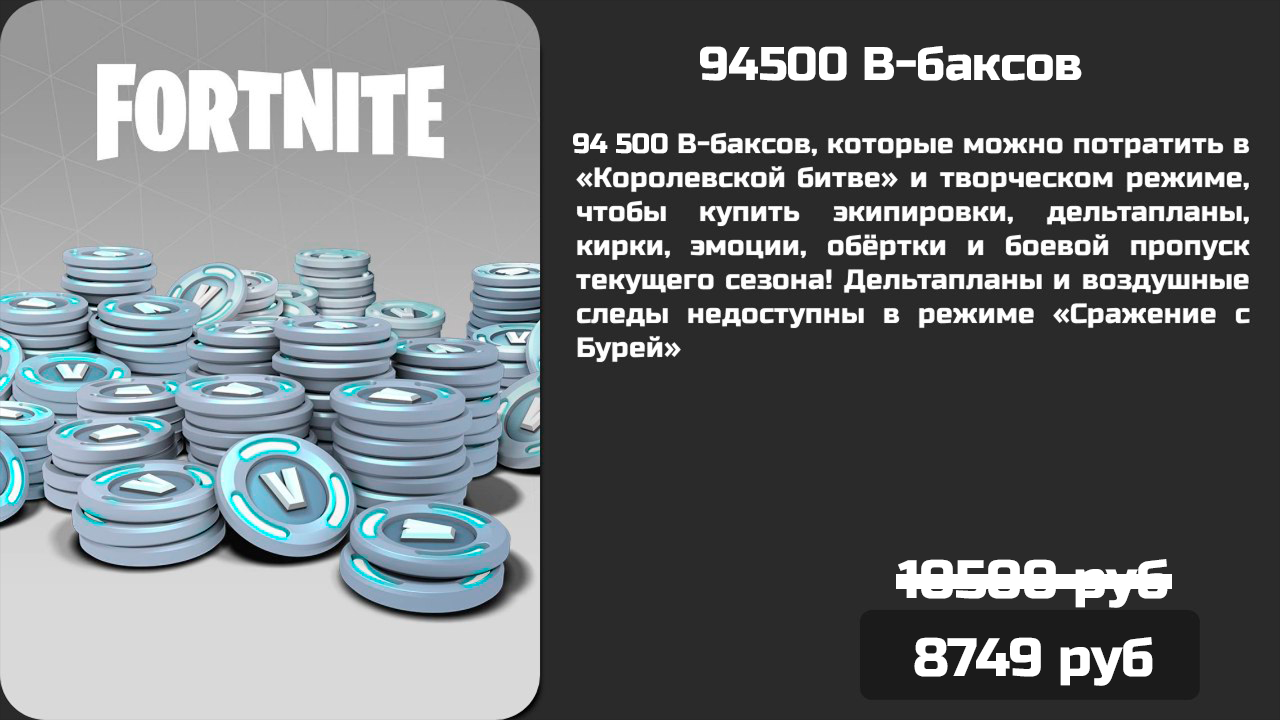 FORTNITE
94500 В-баксов
94 500 В-баксов, которые можно потратить в
«Королевской битве» и творческом режиме,
чтобы купить экипировки, дельтапланы,
кирки, эмоции, обёртки и боевой пропуск
текущего сезона! Дельтапланы и воздушные
следы недоступны в режиме «Сражение с
Бурей»
руб
8749 руб